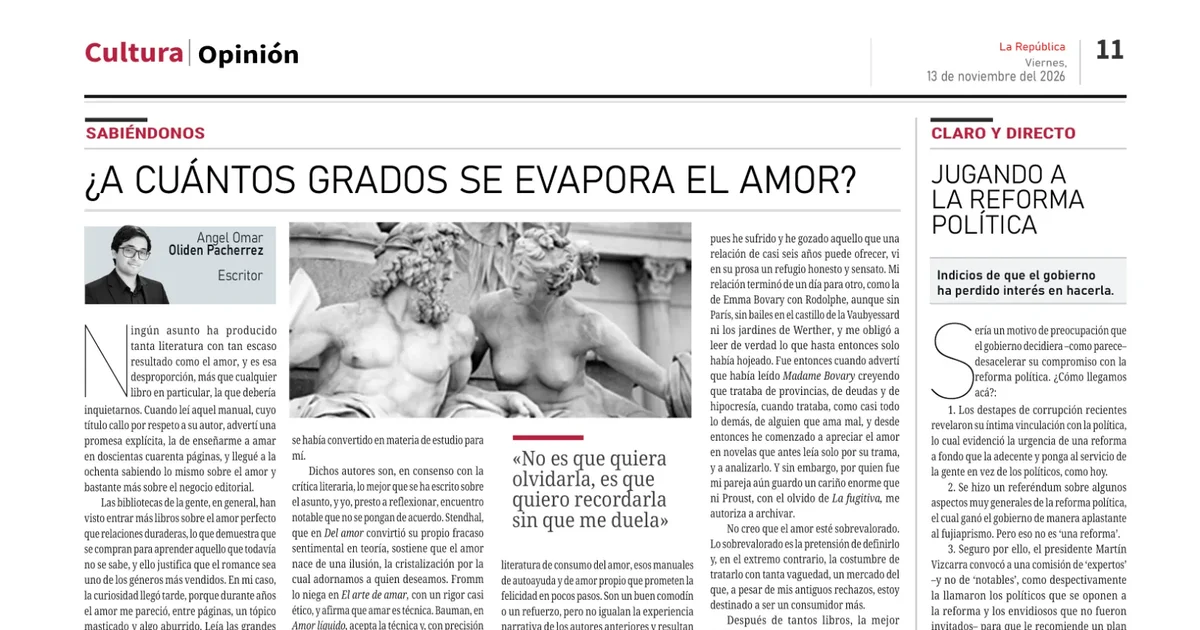 Cultura Opinión
La República
Viernes,
13 de noviembre del 2026
11
SABIÉNDONOS
¿A CUÁNTOS GRADOS SE EVAPORA EL AMOR?
Angel Omar
Oliden Pacherrez
Escritor
Ningún asunto ha producido
tanta literatura con tan escaso
resultado como el amor, y es esa
desproporción, más que cualquier
libro en particular, la que debería
inquietarnos. Cuando leí aquel manual, cuyo
título callo por respeto a su autor, advertí una
promesa explícita, la de enseñarme a amar
en doscientas cuarenta páginas, y llegué a la
ochenta sabiendo lo mismo sobre el amor y
bastante más sobre el negocio editorial.
Las bibliotecas de la gente, en general, han
visto entrar más libros sobre el amor perfecto
que relaciones duraderas, lo que demuestra que
se compran para aprender aquello que todavía
no se sabe, y ello justifica que el romance sea
uno de los géneros más vendidos. En mi caso,
la curiosidad llegó tarde, porque durante años
el amor me pareció, entre páginas, un tópico
masticado y algo aburrido. Leía las grandes
se había convertido en materia de estudio para
mí.
Dichos autores son, en consenso con la
crítica literaria, lo mejor que se ha escrito sobre
el asunto, y yo, presto a reflexionar, encuentro
notable que no se pongan de acuerdo. Stendhal,
que en Del amor convirtió su propio fracaso
sentimental en teoría, sostiene que el amor
nace de una ilusión, la cristalización por la
cual adornamos a quien deseamos. Fromm
lo niega en El arte de amar, con un rigor casi
ético, y afirma que amar es técnica. Bauman, en
Amor líquido, acepta la técnica y, con precisión
«No es que quiera
olvidarla, es que
quiero recordarla
sin que me duela»
literatura de consumo del amor, esos manuales
de autoayuda y de amor propio que prometen la
felicidad en pocos pasos. Son un buen comodín
o un refuerzo, pero no igualan la experiencia
narrativa de los autores anteriores y resultan
pues he sufrido y he gozado aquello que una
relación de casi seis años puede ofrecer, vi
en su prosa un refugio honesto y sensato. Mi
relación terminó de un día para otro, como la
de Emma Bovary con Rodolphe, aunque sin
París, sin bailes en el castillo de la Vaubyessard
ni los jardines de Werther, y me obligó a
leer de verdad lo que hasta entonces solo
había hojeado. Fue entonces cuando advertí
que había leído Madame Bovary creyendo
que trataba de provincias, de deudas y de
hipocresía, cuando trataba, como casi todo
lo demás, de alguien que ama mal, y desde
entonces he comenzado a apreciar el amor
en novelas que antes leía solo por su trama,
y a analizarlo. Y sin embargo, por quien fue
mi pareja aún guardo un cariño enorme que
ni Proust, con el olvido de La fugitiva, me
autoriza a archivar.
No creo que el amor esté sobrevalorado.
Lo sobrevalorado es la pretensión de definirlo
y, en el extremo contrario, la costumbre de
tratarlo con tanta vaguedad, un mercado del
que, a pesar de mis antiguos rechazos, estoy
destinado a ser un consumidor más.
Después de tantos libros, la mejor
CLARO Y DIRECTO
JUGANDO A
LA REFORMA
POLÍTICA
Indicios de que el gobierno
ha perdido interés en hacerla.
Sería un motivo de preocupación que
el gobierno decidiera –como parece–
desacelerar su compromiso con la
reforma política. ¿Cómo llegamos
acá?:
1. Los destapes de corrupción recientes
revelaron su íntima vinculación con la política,
lo cual evidenció la urgencia de una reforma
a fondo que la adecente y ponga al servicio de
la gente en vez de los políticos, como hoy.
2. Se hizo un referéndum sobre algunos
aspectos muy generales de la reforma política,
el cual ganó el gobierno de manera aplastante
al fujiaprismo. Pero eso no es ‘una reforma’.
3. Seguro por ello, el presidente Martín
Vizcarra convocó a una comisión de ‘expertos’
–y no de ‘notables’, como despectivamente
la llamaron los políticos que se oponen a
la reforma y los envidiosos que no fueron
invitados– para que le recomiende un plan